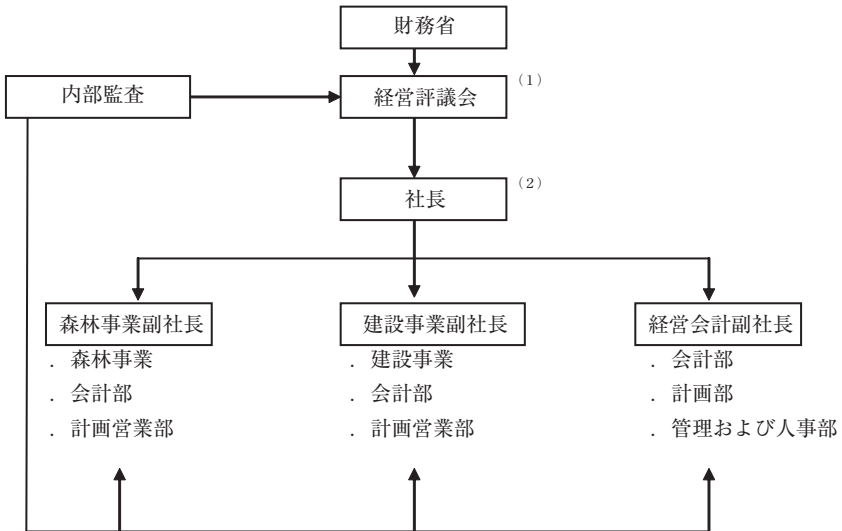 財務省
内部監査
経営評議会
(1)
社長
(2)
森林事業副社長
. 森林事業
. 会計部
. 計画営業部
建設事業副社長
. 建設事業
. 会計部
. 計画営業部
経営会計副社長
. 会計部
. 計画部
. 管理および人事部